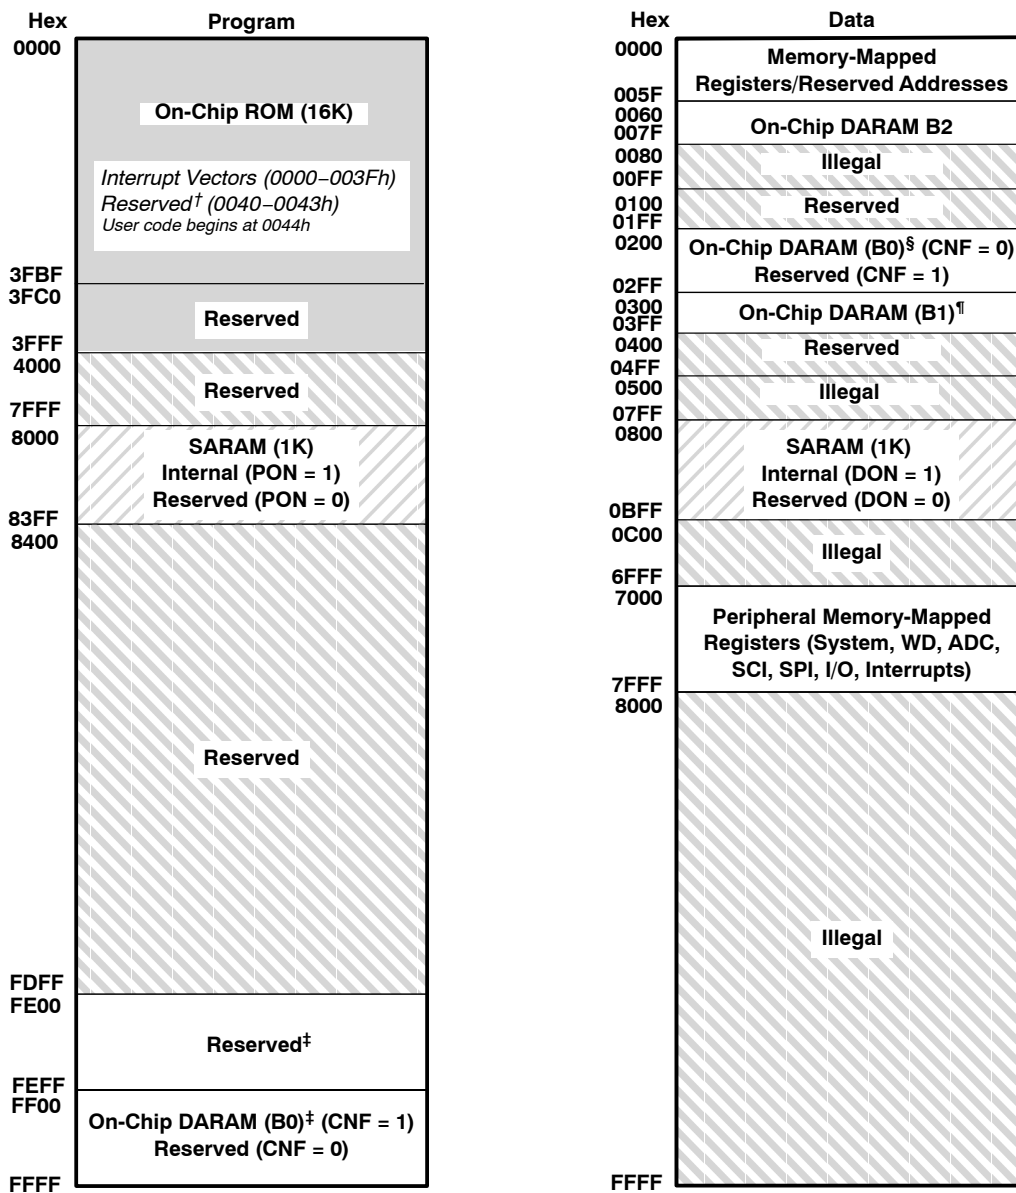 Hex Program
0000
On-Chip ROM (16K)
Interrupt Vectors (0000–003Fh)
Reserved† (0040–0043h)
User code begins at 0044h
3FBF
3FC0
Reserved
3FFF
4000
Reserved
7FFF
8000
SARAM (1K)
Internal (PON = 1)
Reserved (PON = 0)
83FF
8400
Reserved
FDFF
FE00
Reserved‡
FEFF
FF00
On-Chip DARAM (B0)‡ (CNF = 1)
Reserved (CNF = 0)
FFFF
Hex Data
0000
Memory-Mapped
Registers/Reserved Addresses
005F
0060
On-Chip DARAM B2
007F
0080
Illegal
00FF
0100
Reserved
01FF
0200
On-Chip DARAM (B0)§ (CNF = 0)
Reserved (CNF = 1)
02FF
0300
On-Chip DARAM (B1)¶
03FF
0400
Reserved
04FF
0500
Illegal
07FF
0800
SARAM (1K)
Internal (DON = 1)
Reserved (DON = 0)
0BFF
0C00
Illegal
6FFF
7000
Peripheral Memory-Mapped
Registers (System, WD, ADC,
SCI, SPI, I/O, Interrupts)
7FFF
8000
Illegal
FFFF